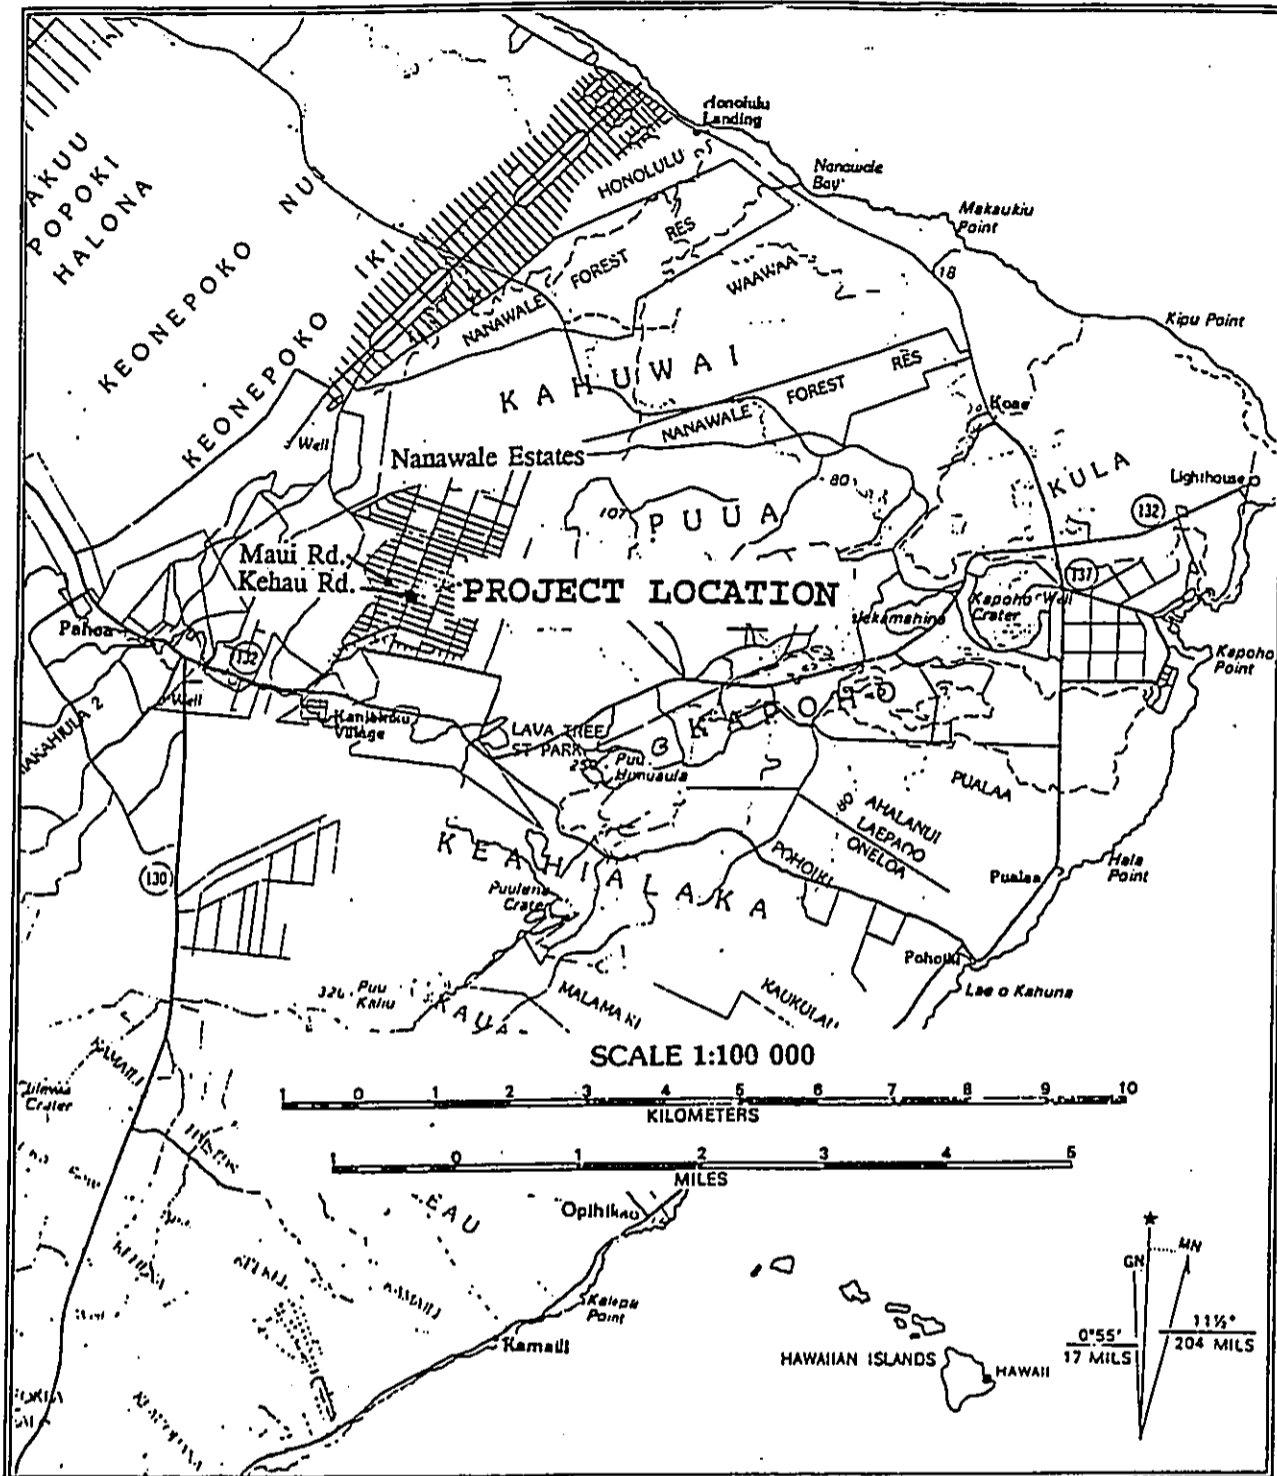 Honolulu
Landing
Nanawale
Bay
Makaukiu
Point
AKUU
POPOKI
HALONA
KEONEPOKO NUI
KEONEPOKO IKI
HONOLULU
NANAWALE FOREST RES
WAAWAA
18
Kipu Point
KAHUWAI
NANAWALE FOREST RES
Koae
Well
Nanawale Estates
KULA
Lighthouse
132
80
107
PUUA
Maui Rd.
Kehau Rd.
PROJECT LOCATION
137
Kapoho
Crater
Well
Kapoho
Point
Pahoa
132
Well
Village
LAVA TREE
ST PARK
Puu
KAPOHO
PUALAA
80
AHALANUI
LAEPAOO
ONELOA
POHOIKI
KEAHIALAKA
Hala
Point
Pualaa
130
Puulena
Crater
Pohoiki
Lae o Kahuna
Puu
Kaliu
MALAMA KI
KAUKULAU
KAUA
SCALE 1:100 000
KAMAILI
Crater
1 0 2 3 4 5 6 7 8 9 10
KILOMETERS
1 0 1 2 3 4 5
MILES
EAU
Opihikao
Point
Kamaili
HAWAIIAN ISLANDS
HAWAII
GN
MN
0°55'
17 MILS
11½°
204 MILS